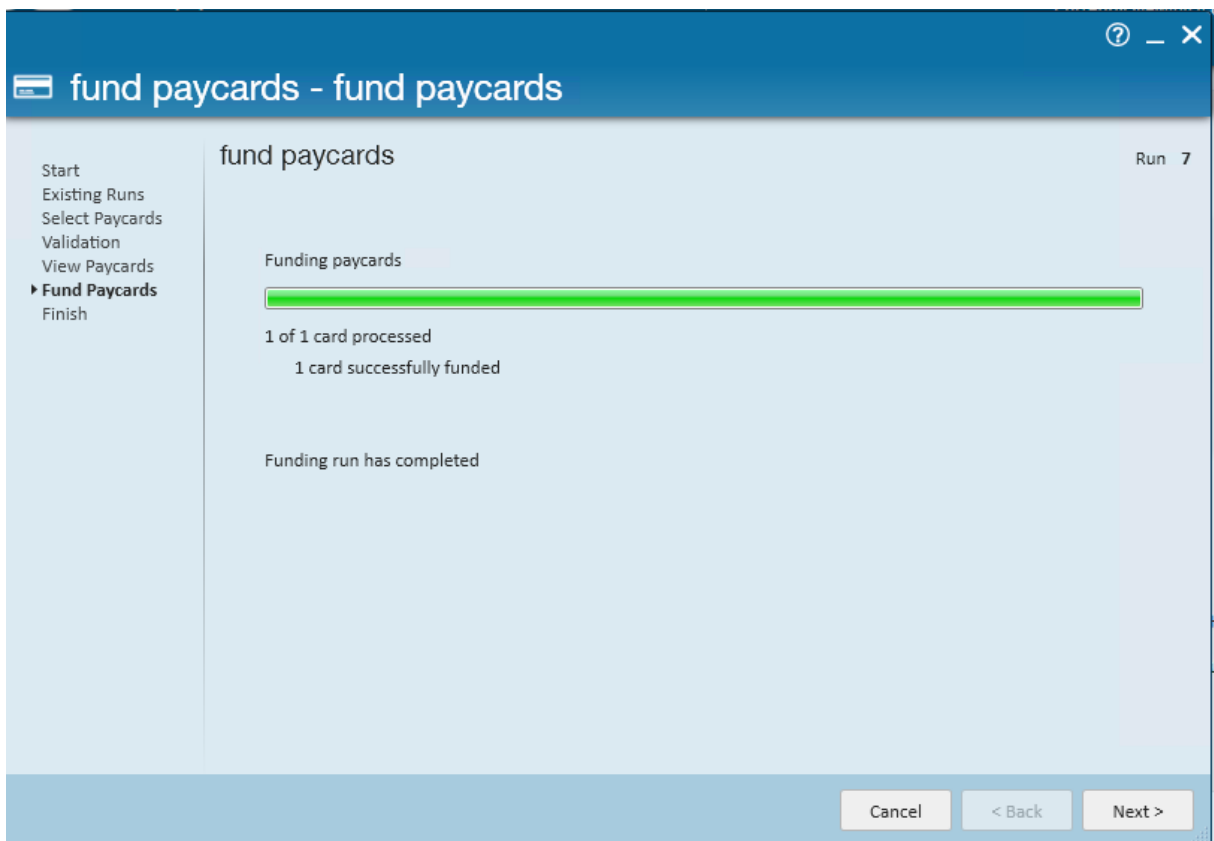 fund paycards - fund paycards
Start
Existing Runs
Select Paycards
Validation
View Paycards
Fund Paycards
Finish
fund paycards
Run 7
Funding paycards
1 of 1 card processed
1 card successfully funded
Funding run has completed
Cancel
< Back
Next >